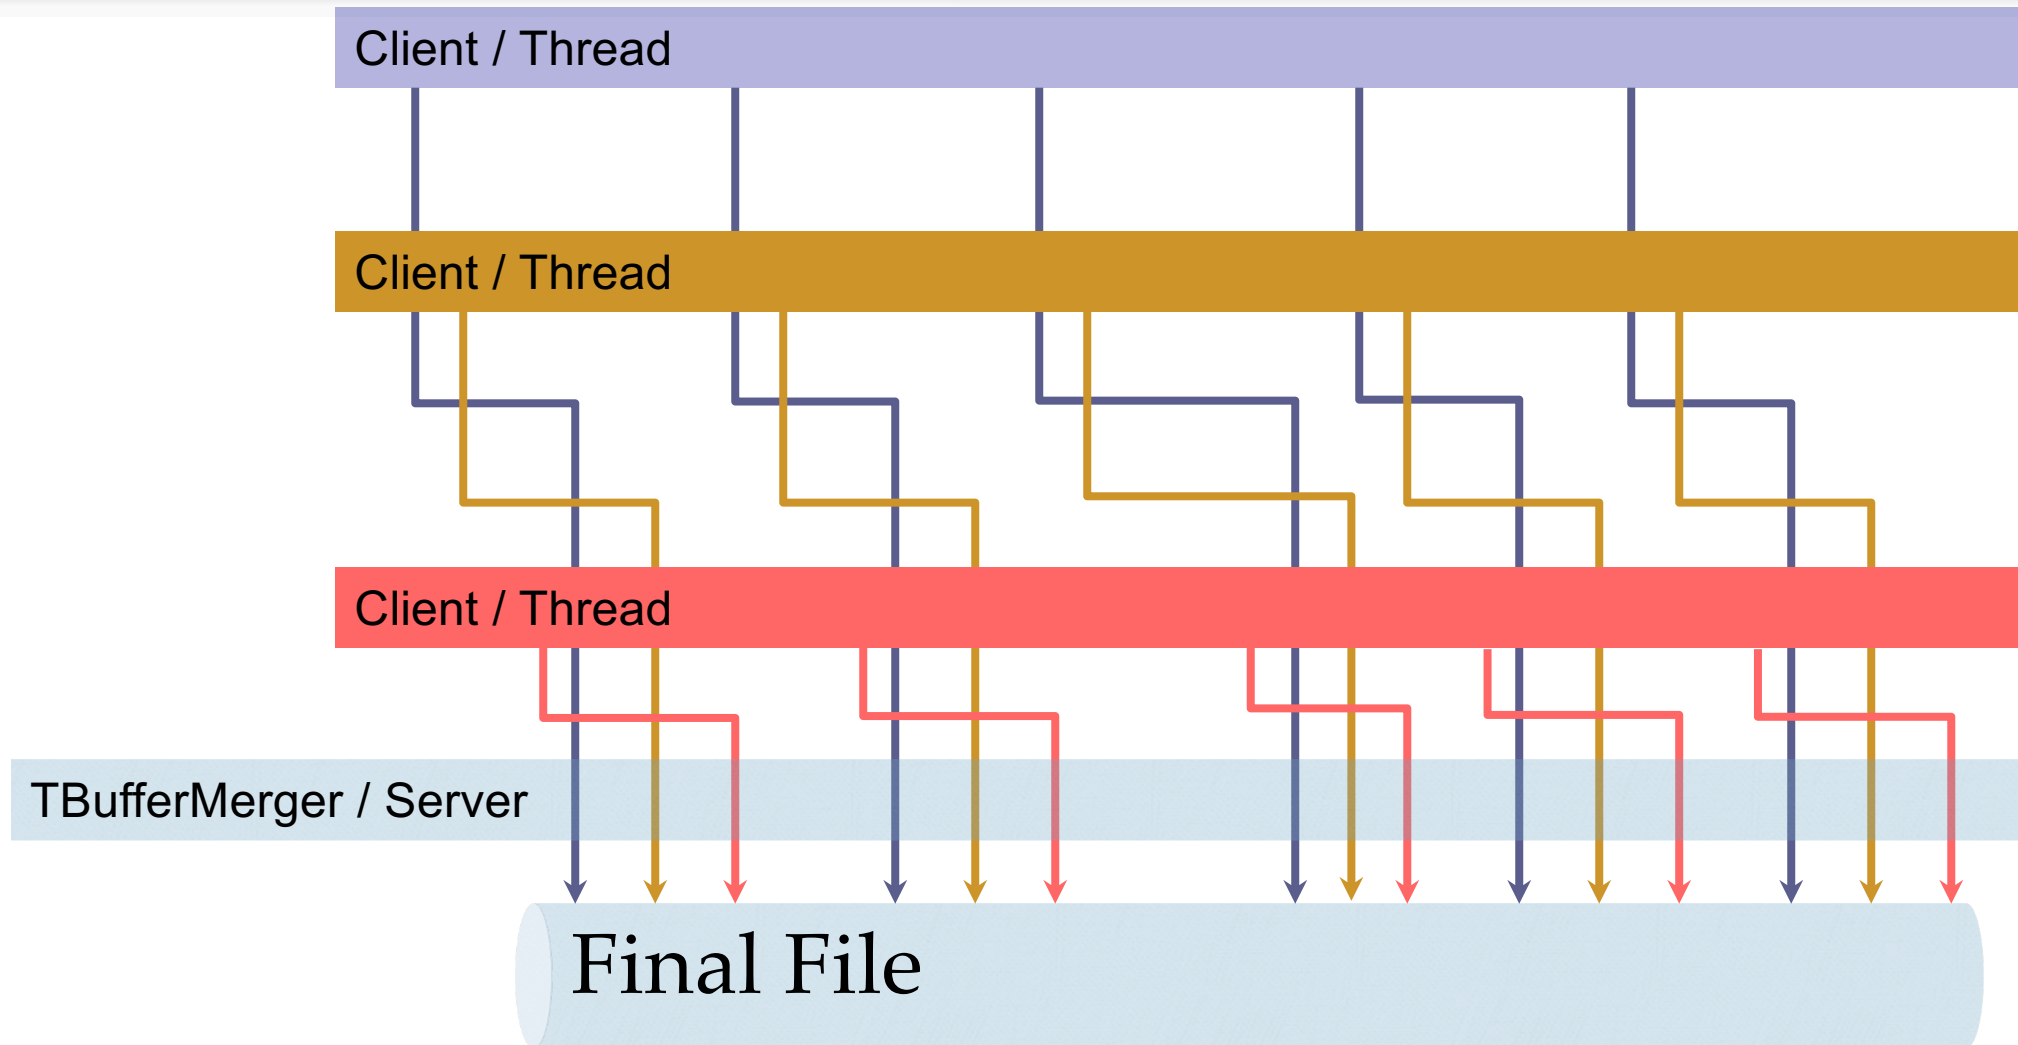 Client / Thread
Client / Thread
Client / Thread
TBufferMerger / Server
Final File